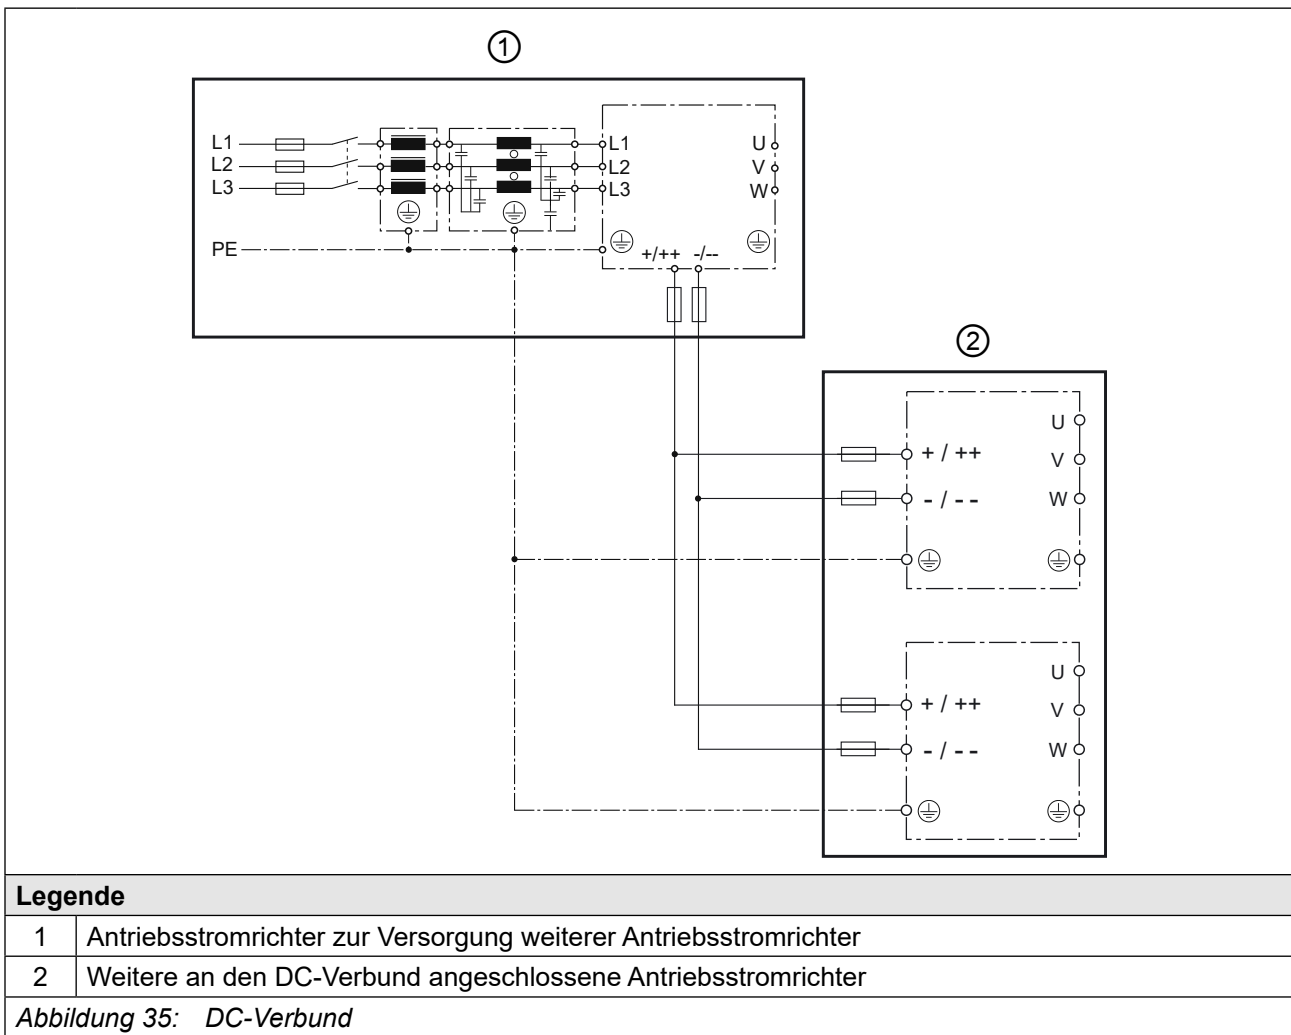 ①
L1
L2
L3
PE
L1
L2
L3
U
V
W
+/++ -/--
②
U
+ / ++
V
- / - -
W
U
+ / ++
V
- / - -
W
Legende
1 Antriebsstromrichter zur Versorgung weiterer Antriebsstromrichter
2 Weitere an den DC-Verbund angeschlossene Antriebsstromrichter
Abbildung 35: DC-Verbund